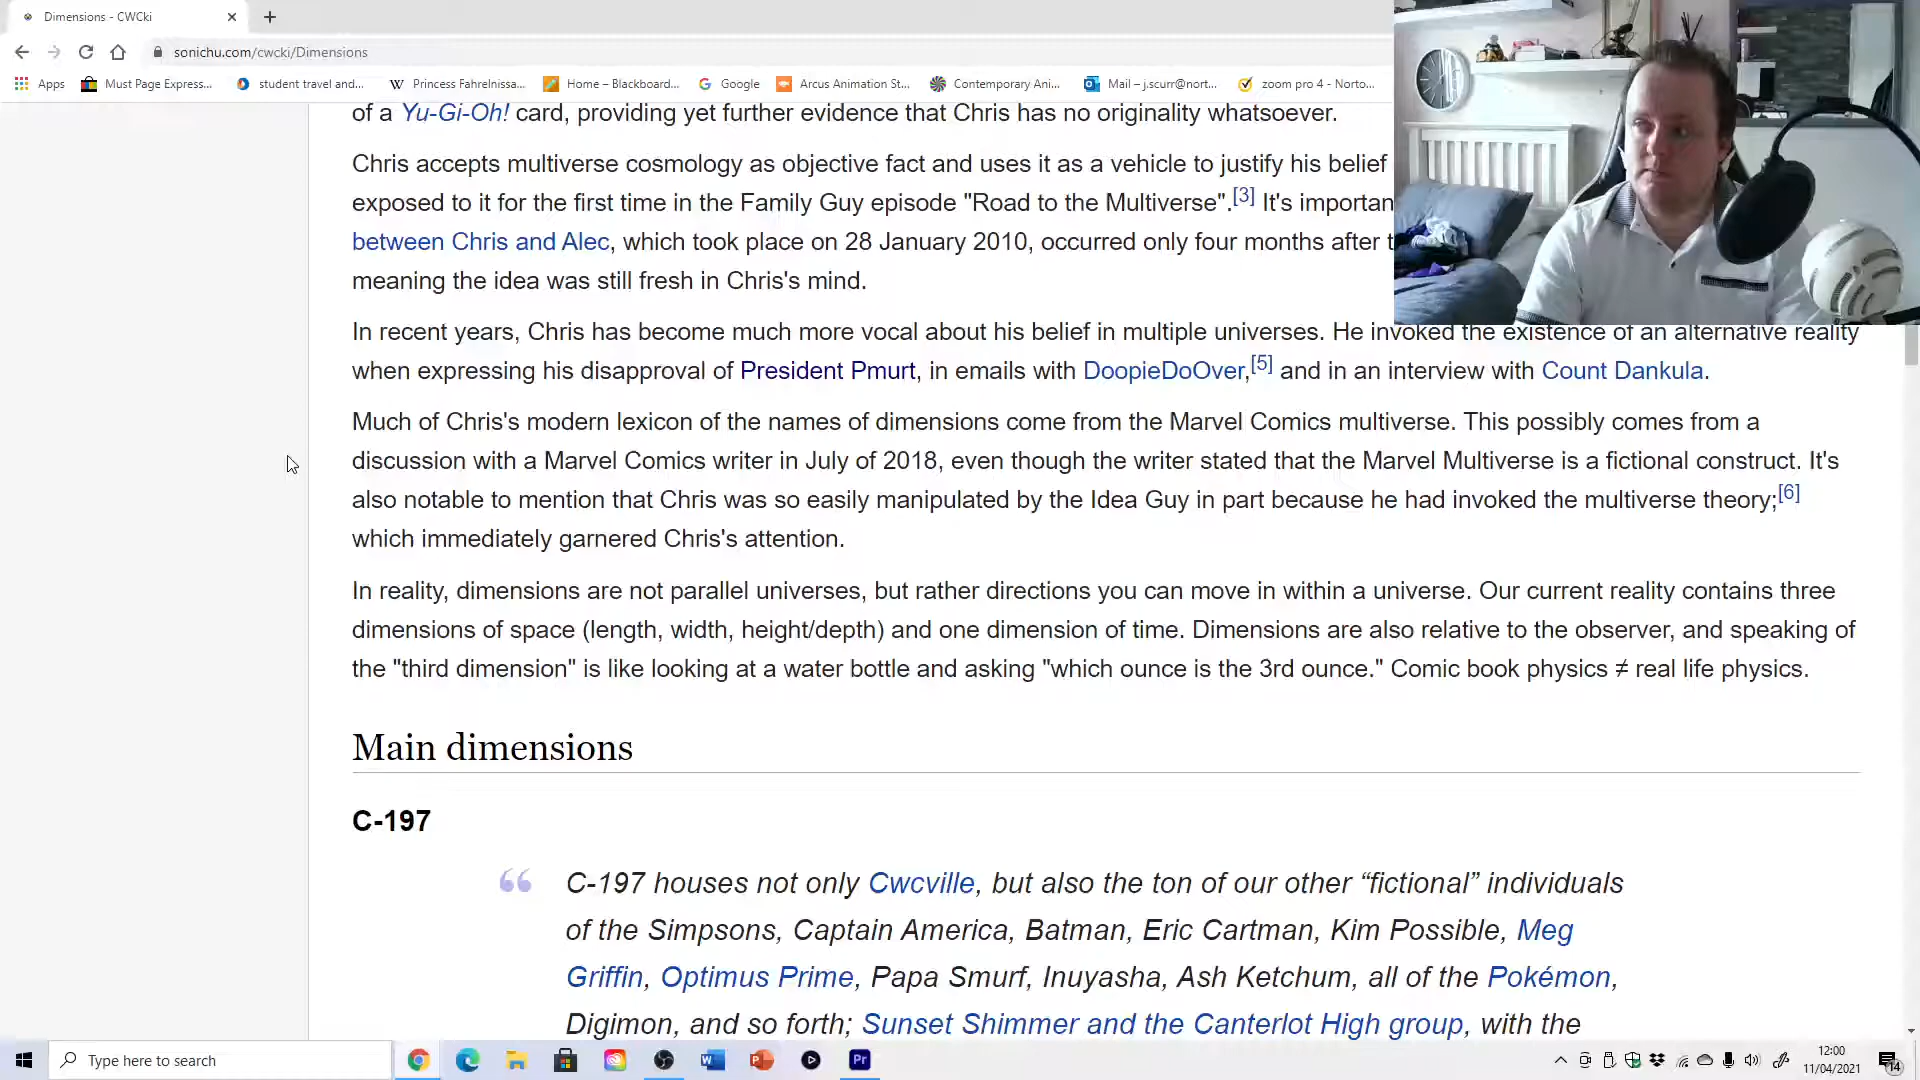 Dimensions - CWCki
sonichu.com/cwcki/Dimensions
Apps Must Page Express... student travel and... Princess Fahrelnissa... Home – Blackboard... Google Arcus Animation St... Contemporary Ani... Mail – j.scurr@nort... zoom pro 4 - Norto...
of a Yu-Gi-Oh! card, providing yet further evidence that Chris has no originality whatsoever.
Chris accepts multiverse cosmology as objective fact and uses it as a vehicle to justify his belief
exposed to it for the first time in the Family Guy episode "Road to the Multiverse".[3] It's important
between Chris and Alec, which took place on 28 January 2010, occurred only four months after t
meaning the idea was still fresh in Chris's mind.
In recent years, Chris has become much more vocal about his belief in multiple universes. He invoked the existence of an alternative reality
when expressing his disapproval of President Pmurt, in emails with DoopieDoOver,[5] and in an interview with Count Dankula.
Much of Chris's modern lexicon of the names of dimensions come from the Marvel Comics multiverse. This possibly comes from a
discussion with a Marvel Comics writer in July of 2018, even though the writer stated that the Marvel Multiverse is a fictional construct. It's
also notable to mention that Chris was so easily manipulated by the Idea Guy in part because he had invoked the multiverse theory;[6]
which immediately garnered Chris's attention.
In reality, dimensions are not parallel universes, but rather directions you can move in within a universe. Our current reality contains three
dimensions of space (length, width, height/depth) and one dimension of time. Dimensions are also relative to the observer, and speaking of
the "third dimension" is like looking at a water bottle and asking "which ounce is the 3rd ounce." Comic book physics ≠ real life physics.
Main dimensions
C-197
“ C-197 houses not only Cwcville, but also the ton of our other “fictional” individuals
of the Simpsons, Captain America, Batman, Eric Cartman, Kim Possible, Meg
Griffin, Optimus Prime, Papa Smurf, Inuyasha, Ash Ketchum, all of the Pokémon,
Digimon, and so forth; Sunset Shimmer and the Canterlot High group, with the
Type here to search
12:00
11/04/2021
14